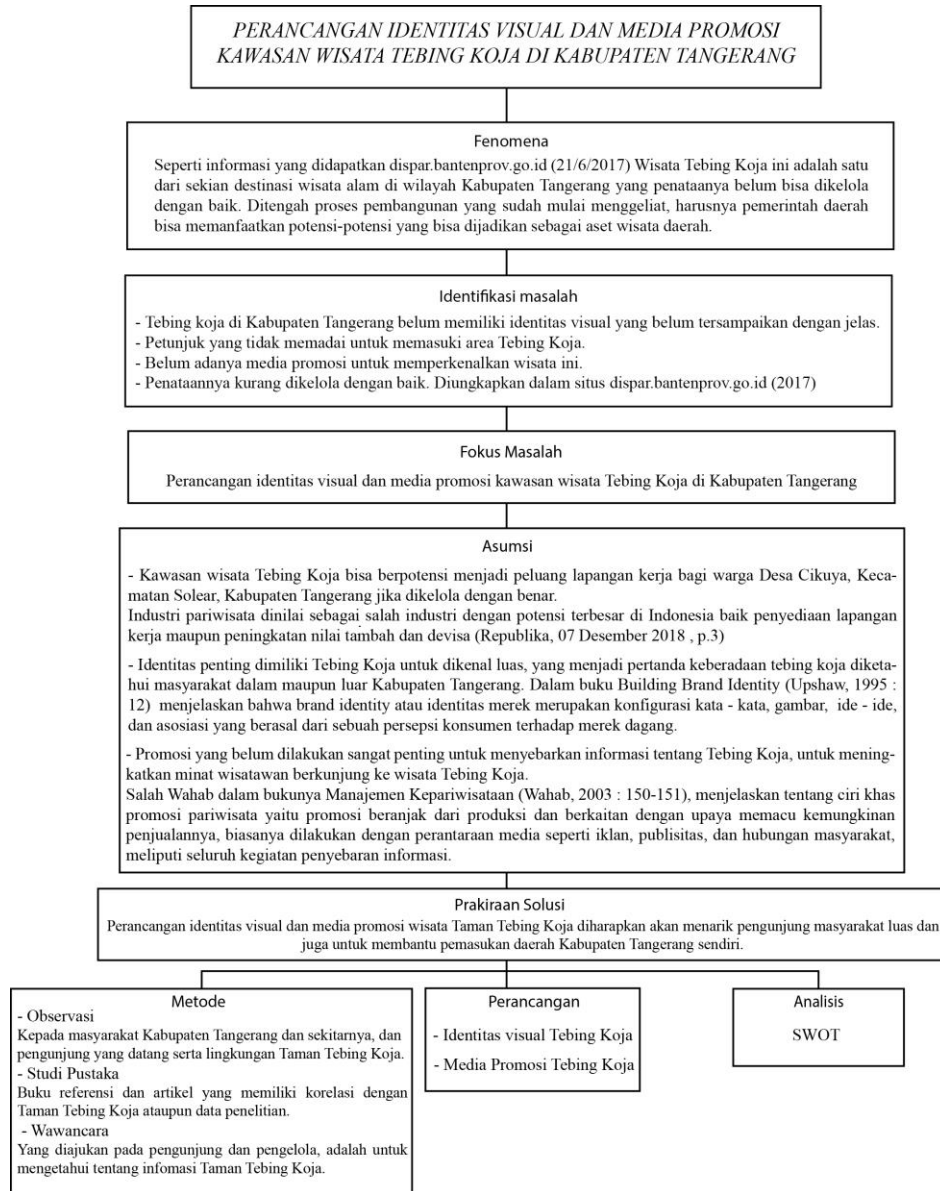 PERANCANGAN IDENTITAS VISUAL DAN MEDIA PROMOSI
KAWASAN WISATA TEBING KOJA DI KABUPATEN TANGERANG
Fenomena
Seperti informasi yang didapatkan dispar.bantenprov.go.id (21/6/2017) Wisata Tebing Koja ini adalah satu
dari sekian destinasi wisata alam di wilayah Kabupaten Tangerang yang penataanya belum bisa dikelola
dengan baik. Ditengah proses pembangunan yang sudah mulai menggeliat, harusnya pemerintah daerah
bisa memanfaatkan potensi-potensi yang bisa dijadikan sebagai aset wisata daerah.
Identifikasi masalah
- Tebing koja di Kabupaten Tangerang belum memiliki identitas visual yang belum tersampaikan dengan jelas.
- Petunjuk yang tidak memadai untuk memasuki area Tebing Koja.
- Belum adanya media promosi untuk memperkenalkan wisata ini.
- Penataannya kurang dikelola dengan baik. Diungkapkan dalam situs dispar.bantenprov.go.id (2017)
Fokus Masalah
Perancangan identitas visual dan media promosi kawasan wisata Tebing Koja di Kabupaten Tangerang
Asumsi
- Kawasan wisata Tebing Koja bisa berpotensi menjadi peluang lapangan kerja bagi warga Desa Cikuya, Keca-
matan Solear, Kabupaten Tangerang jika dikelola dengan benar.
Industri pariwisata dinilai sebagai salah industri dengan potensi terbesar di Indonesia baik penyediaan lapangan
kerja maupun peningkatan nilai tambah dan devisa (Republika, 07 Desember 2018 , p.3)
- Identitas penting dimiliki Tebing Koja untuk dikenal luas, yang menjadi pertanda keberadaan tebing koja diketa-
hui masyarakat dalam maupun luar Kabupaten Tangerang. Dalam buku Building Brand Identity (Upshaw, 1995 :
12) menjelaskan bahwa brand identity atau identitas merek merupakan konfigurasi kata - kata, gambar, ide - ide,
dan asosiasi yang berasal dari sebuah persepsi konsumen terhadap merek dagang.
- Promosi yang belum dilakukan sangat penting untuk menyebarkan informasi tentang Tebing Koja, untuk mening-
katkan minat wisatawan berkunjung ke wisata Tebing Koja.
Salah Wahab dalam bukunya Manajemen Kepariwisataan (Wahab, 2003 : 150-151), menjelaskan tentang ciri khas
promosi pariwisata yaitu promosi beranjak dari produksi dan berkaitan dengan upaya memacu kemungkinan
penjualannya, biasanya dilakukan dengan perantaraan media seperti iklan, publisitas, dan hubungan masyarakat,
meliputi seluruh kegiatan penyebaran informasi.
Prakiraan Solusi
Perancangan identitas visual dan media promosi wisata Taman Tebing Koja diharapkan akan menarik pengunjung masyarakat luas dan
juga untuk membantu pemasukan daerah Kabupaten Tangerang sendiri.
Metode
- Observasi
Kepada masyarakat Kabupaten Tangerang dan sekitarnya, dan
pengunjung yang datang serta lingkungan Taman Tebing Koja.
- Studi Pustaka
Buku referensi dan artikel yang memiliki korelasi dengan
Taman Tebing Koja ataupun data penelitian.
- Wawancara
Yang diajukan pada pengunjung dan pengelola, adalah untuk
mengetahui tentang infomasi Taman Tebing Koja.
Perancangan
- Identitas visual Tebing Koja
- Media Promosi Tebing Koja
Analisis
SWOT